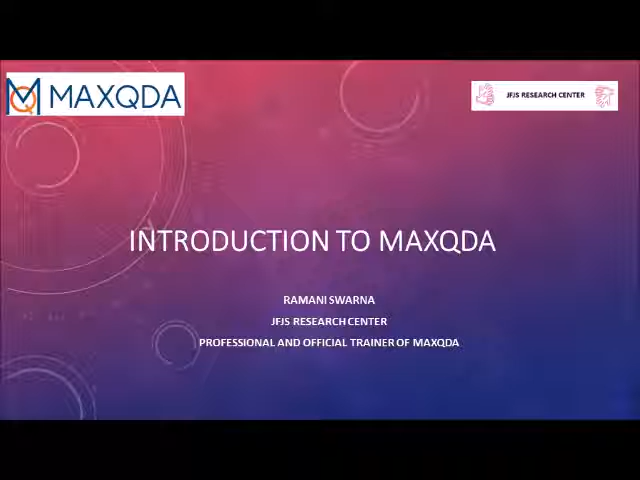 MAXQDA
JFJS RESEARCH CENTER
INTRODUCTION TO MAXQDA
RAMANI SWARNA
JFJS RESEARCH CENTER
PROFESSIONAL AND OFFICIAL TRAINER OF MAXQDA